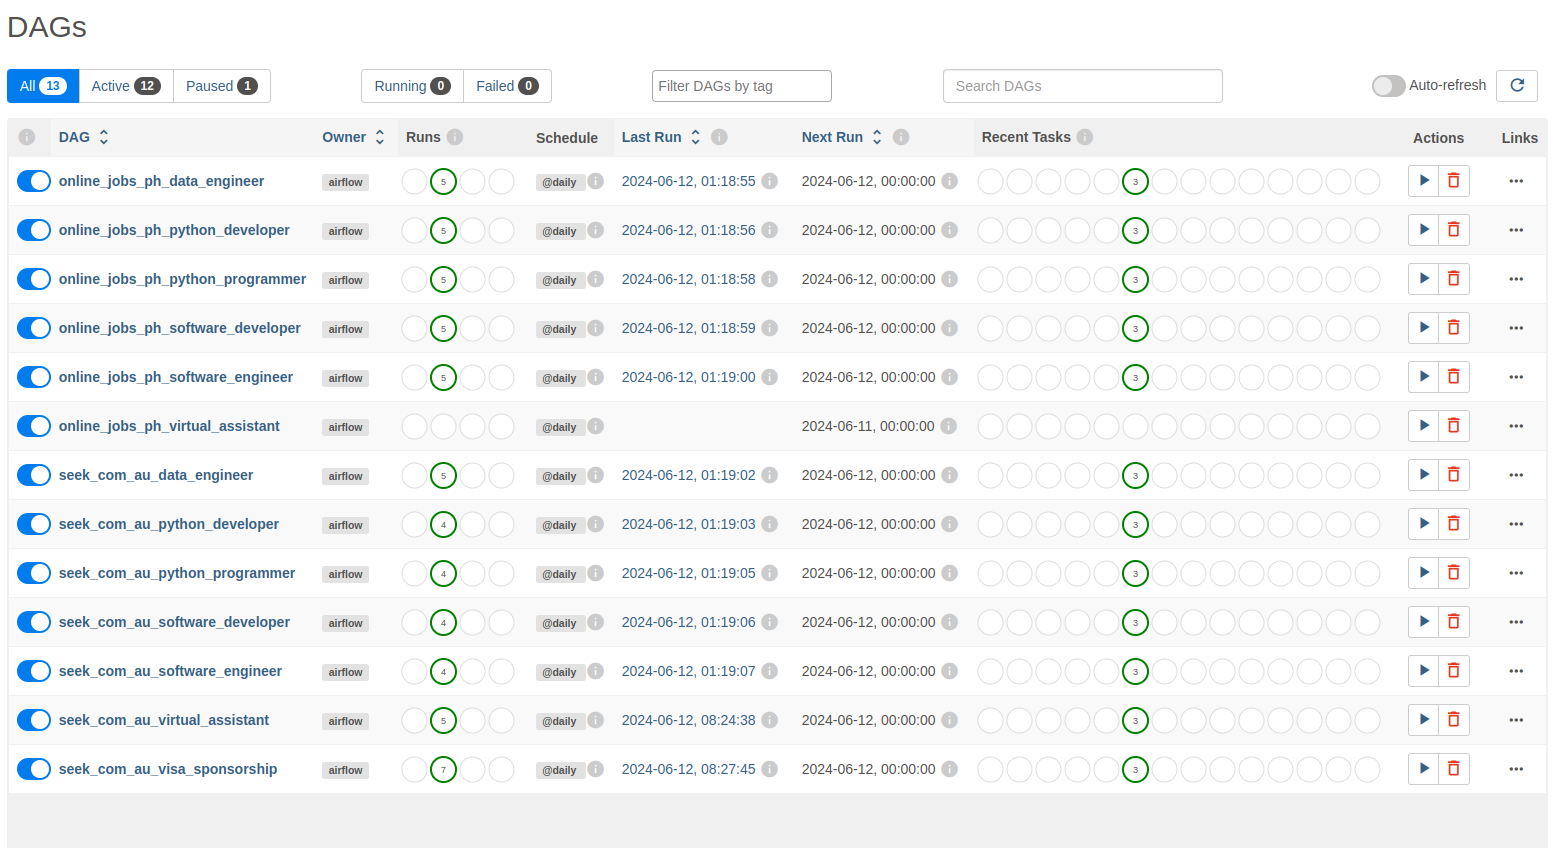 DAGs
All 13 Active 12 Paused 1 Running 0 Failed 0 Filter DAGs by tag Search DAGs Auto-refresh
DAG Owner Runs Schedule Last Run Next Run Recent Tasks Actions Links
online_jobs_ph_data_engineer airflow 5 @daily 2024-06-12, 01:18:55 2024-06-12, 00:00:00 3
online_jobs_ph_python_developer airflow 5 @daily 2024-06-12, 01:18:56 2024-06-12, 00:00:00 3
online_jobs_ph_python_programmer airflow 5 @daily 2024-06-12, 01:18:58 2024-06-12, 00:00:00 3
online_jobs_ph_software_developer airflow 5 @daily 2024-06-12, 01:18:59 2024-06-12, 00:00:00 3
online_jobs_ph_software_engineer airflow 5 @daily 2024-06-12, 01:19:00 2024-06-12, 00:00:00 3
online_jobs_ph_virtual_assistant airflow @daily 2024-06-11, 00:00:00
seek_com_au_data_engineer airflow 5 @daily 2024-06-12, 01:19:02 2024-06-12, 00:00:00 3
seek_com_au_python_developer airflow 4 @daily 2024-06-12, 01:19:03 2024-06-12, 00:00:00 3
seek_com_au_python_programmer airflow 4 @daily 2024-06-12, 01:19:05 2024-06-12, 00:00:00 3
seek_com_au_software_developer airflow 4 @daily 2024-06-12, 01:19:06 2024-06-12, 00:00:00 3
seek_com_au_software_engineer airflow 4 @daily 2024-06-12, 01:19:07 2024-06-12, 00:00:00 3
seek_com_au_virtual_assistant airflow 5 @daily 2024-06-12, 08:24:38 2024-06-12, 00:00:00 3
seek_com_au_visa_sponsorship airflow 7 @daily 2024-06-12, 08:27:45 2024-06-12, 00:00:00 3